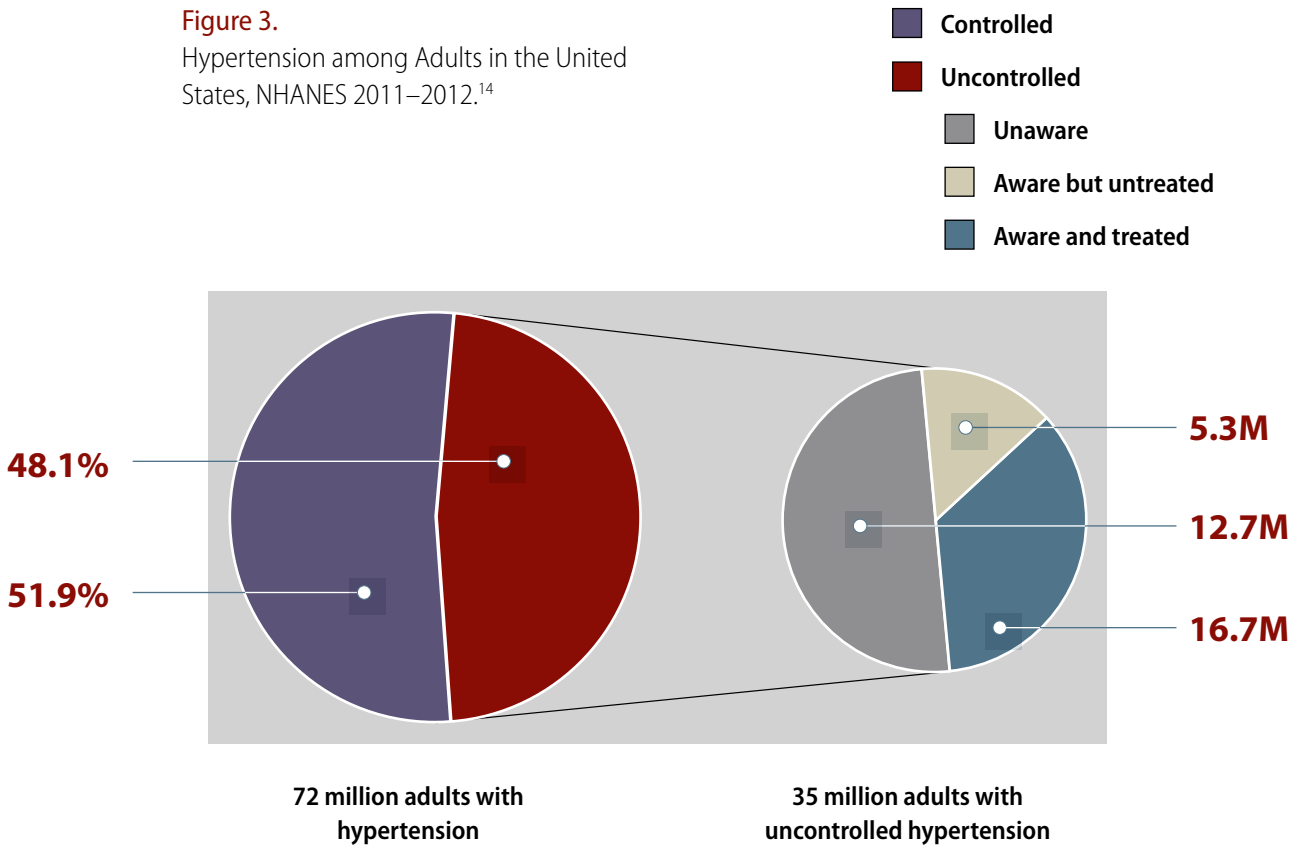 Figure 3.
Hypertension among Adults in the United
States, NHANES 2011–2012.14
Controlled
Uncontrolled
Unaware
Aware but untreated
Aware and treated
48.1%
51.9%
5.3M
12.7M
16.7M
72 million adults with
hypertension
35 million adults with
uncontrolled hypertension